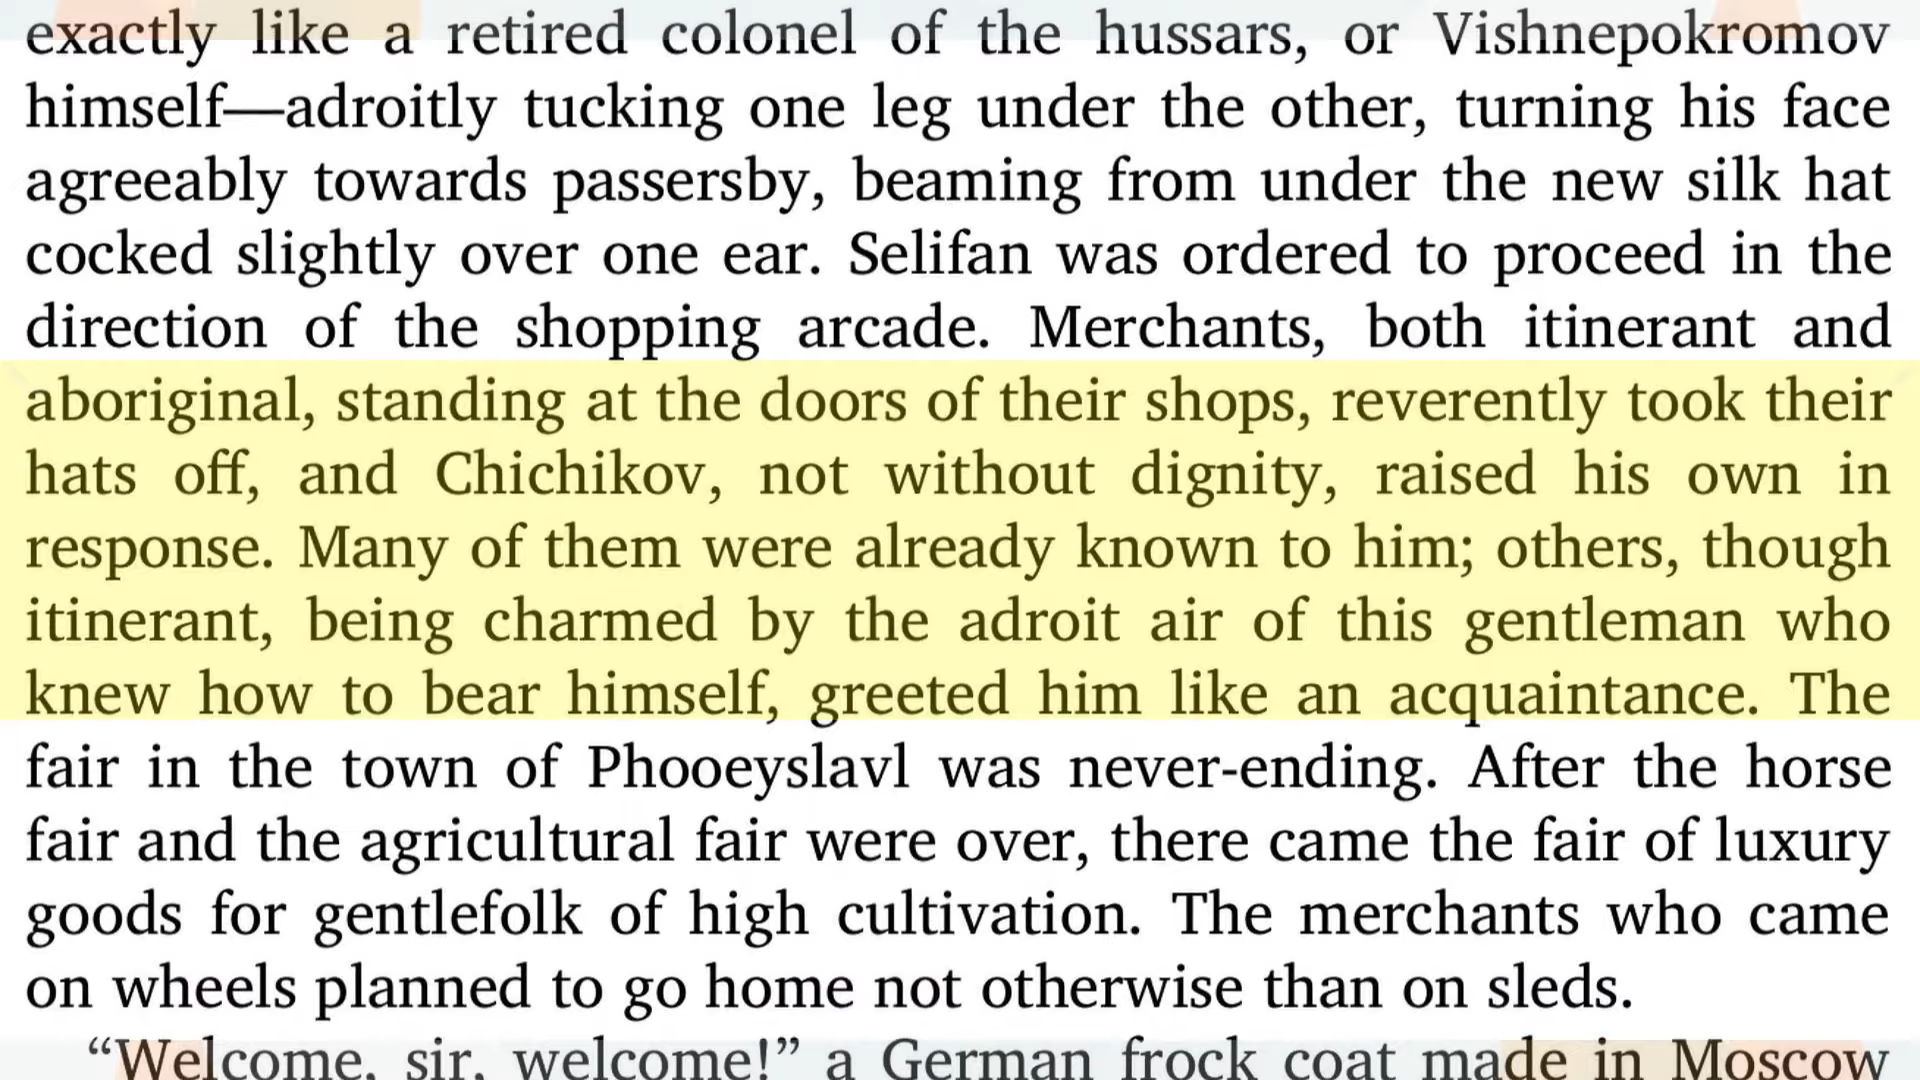 exactly like a retired colonel of the hussars, or Vishnepokromov
himself—adroitly tucking one leg under the other, turning his face
agreeably towards passersby, beaming from under the new silk hat
cocked slightly over one ear. Selifan was ordered to proceed in the
direction of the shopping arcade. Merchants, both itinerant and
aboriginal, standing at the doors of their shops, reverently took their
hats off, and Chichikov, not without dignity, raised his own in
response. Many of them were already known to him; others, though
itinerant, being charmed by the adroit air of this gentleman who
knew how to bear himself, greeted him like an acquaintance. The
fair in the town of Phooeyslavl was never-ending. After the horse
fair and the agricultural fair were over, there came the fair of luxury
goods for gentlefolk of high cultivation. The merchants who came
on wheels planned to go home not otherwise than on sleds.
“Welcome, sir, welcome!” a German frock coat made in Moscow